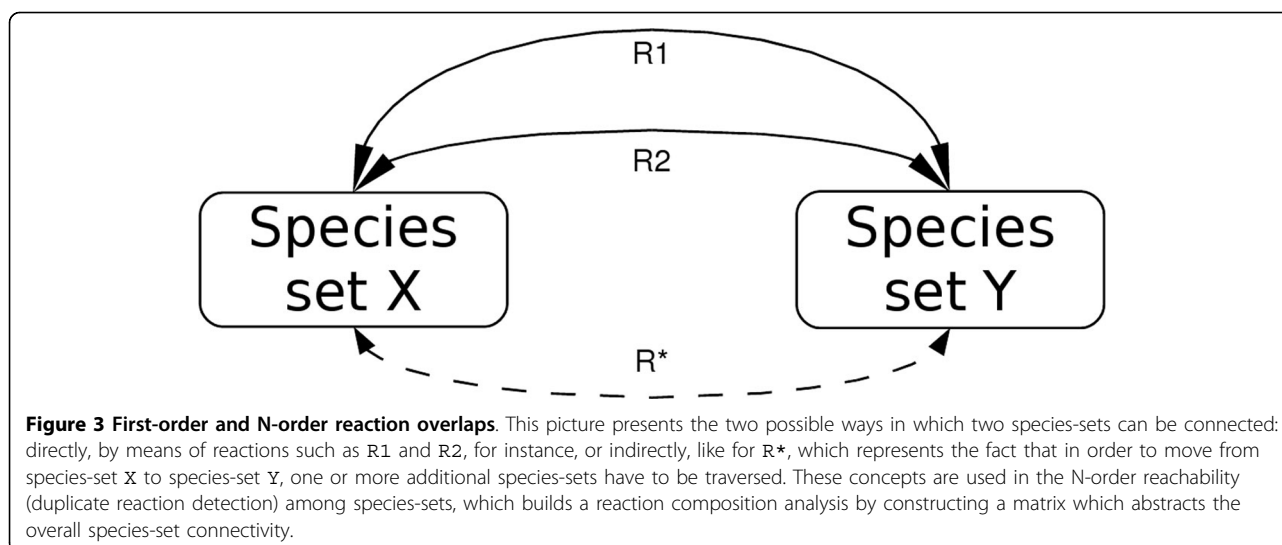 R1
R2
Species
set X
Species
set Y
R*
Figure 3 First-order and N-order reaction overlaps. This picture presents the two possible ways in which two species-sets can be connected:
directly, by means of reactions such as R1 and R2, for instance, or indirectly, like for R*, which represents the fact that in order to move from
species-set X to species-set Y, one or more additional species-sets have to be traversed. These concepts are used in the N-order reachability
(duplicate reaction detection) among species-sets, which builds a reaction composition analysis by constructing a matrix which abstracts the
overall species-set connectivity.